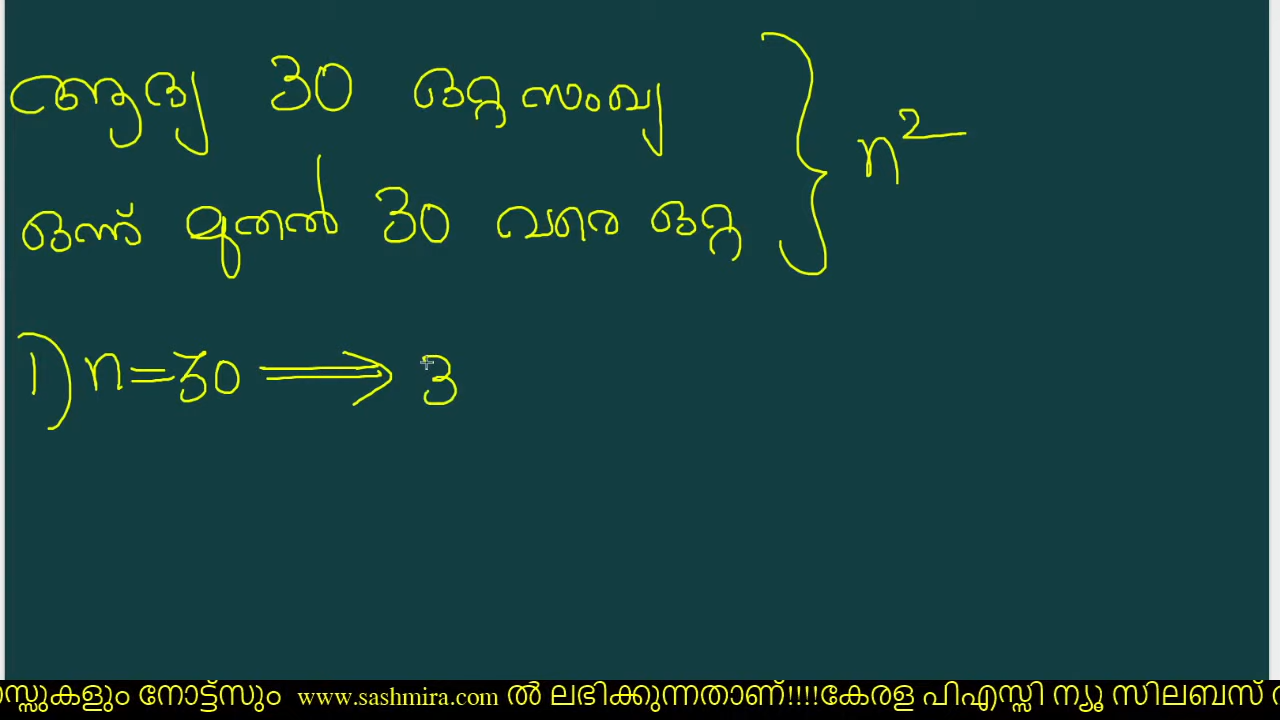 ആദ്യ 30 ഒറ്റ സംഖ്യ
ഒന്ന് മുതൽ 30 വരെ ഒറ്റ
n²
1) n=30 ⟹ 3
സ്സുകളും നോട്ട്സും www.sashmira.com ൽ ലഭിക്കുന്നതാണ്!!!!കേരള പിഎസ്സി ന്യൂ സിലബസ്